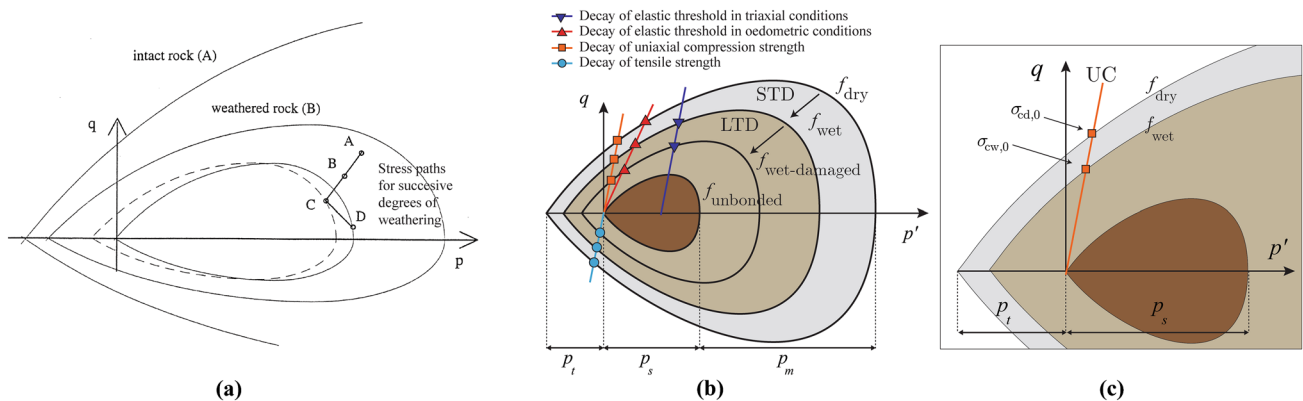 intact rock (A)
weathered rock (B)
q
A
B
C
D
Stress paths
for succesive
degrees of
weathering
p
(a)
Decay of elastic threshold in triaxial conditions
Decay of elastic threshold in oedometric conditions
Decay of uniaxial compression strength
Decay of tensile strength
q
STD
f_dry
LTD
f_wet
f_wet-damaged
f_unbonded
p'
p_t
p_s
p_m
(b)
q
UC
f_dry
σ_cd,0
f_wet
σ_cw,0
p'
p_t
p_s
(c)